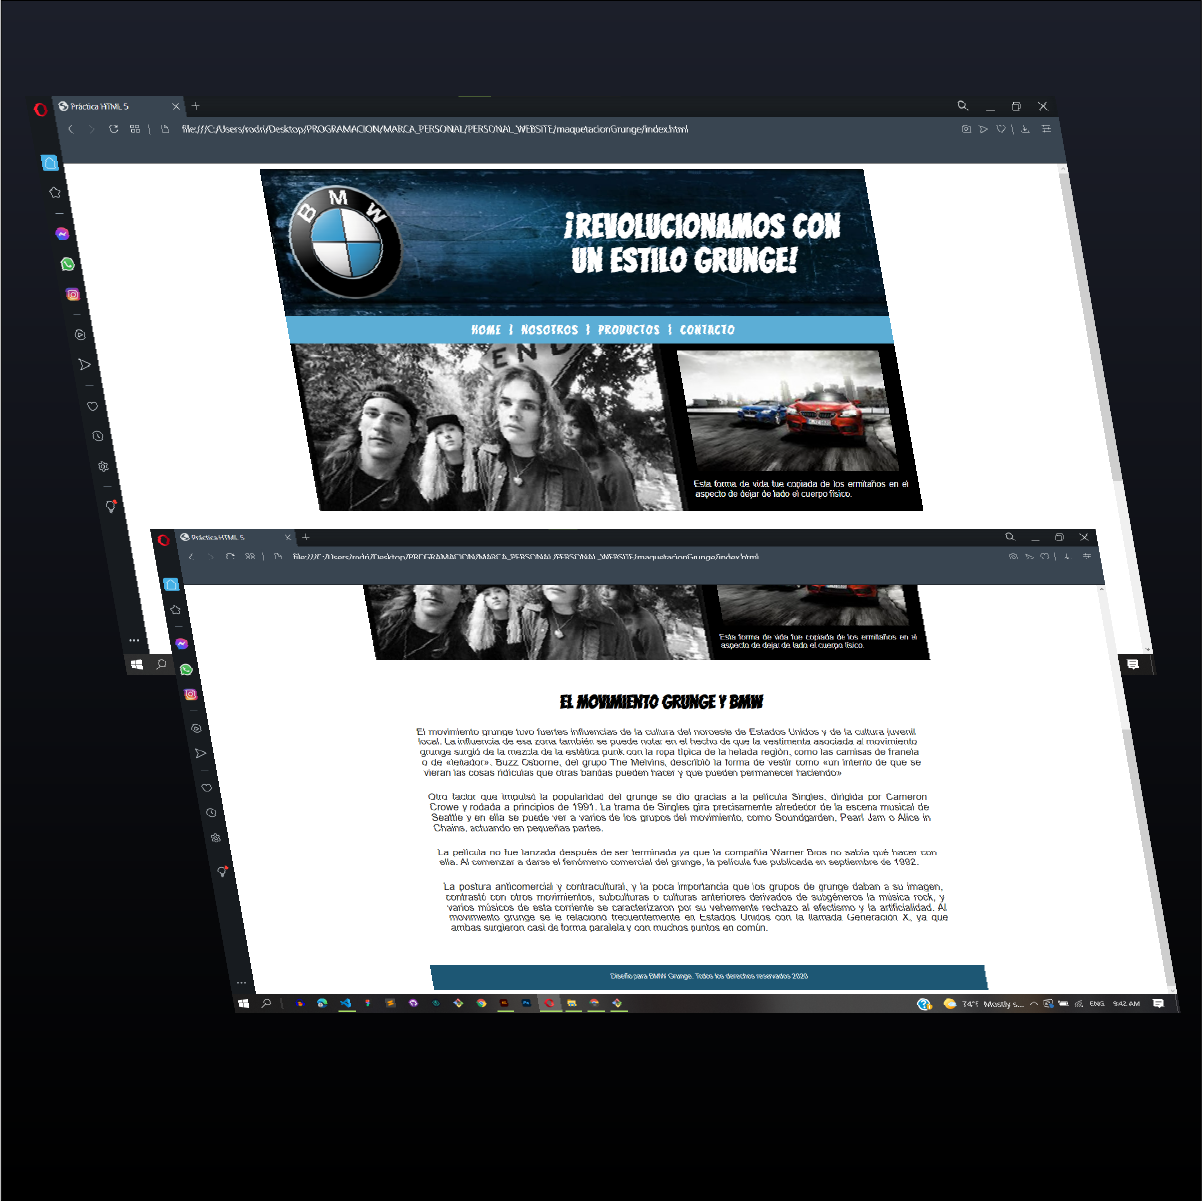 Práctica HTML 5
file:///C:/Users/rodri/Desktop/PROGRAMACION/MARCA_PERSONAL/PERSONAL_WEBSITE/maquetacionGrunge/index.html
BMW
¡REVOLUCIONAMOS CON
UN ESTILO GRUNGE!
HOME | NOSOTROS | PRODUCTOS | CONTACTO
END
Esta forma de vida fue copiada de los ermitaños en el
aspecto de dejar de lado el cuerpo físico.
Práctica HTML 5
file:///C:/Users/rodri/Desktop/PROGRAMACION/MARCA_PERSONAL/PERSONAL_WEBSITE/maquetacionGrunge/index.html
Esta forma de vida fue copiada de los ermitaños en el
aspecto de dejar de lado el cuerpo físico.
EL MOVIMIENTO GRUNGE Y BMW
El movimiento grunge tuvo fuertes influencias de la cultura del noroeste de Estados Unidos y de la cultura juvenil
local. La influencia de esa zona también se puede notar en el hecho de que la vestimenta asociada al movimiento
grunge surgió de la mezcla de la estética punk con la ropa típica de la helada región, como las camisas de franela
o de «leñador». Buzz Osborne, del grupo The Melvins, describió la forma de vestir como «un intento de que se
vieran las cosas ridículas que otras bandas pueden hacer y que pueden permanecer haciendo»
Otro factor que impulsó la popularidad del grunge se dio gracias a la película Singles, dirigida por Cameron
Crowe y rodada a principios de 1991. La trama de Singles gira precisamente alrededor de la escena musical de
Seattle y en ella se puede ver a varios de los grupos del movimiento, como Soundgarden, Pearl Jam o Alice in
Chains, actuando en pequeñas partes.
La película no fue lanzada después de ser terminada ya que la compañía Warner Bros no sabía qué hacer con
ella. Al comenzar a darse el fenómeno comercial del grunge, la película fue publicada en septiembre de 1992.
La postura anticomercial y contracultural, y la poca importancia que los grupos de grunge daban a su imagen,
contrastó con otros movimientos, subculturas o culturas anteriores derivados de subgéneros la música rock, y
varios músicos de esta corriente se caracterizaron por su vehemente rechazo al efectismo y la artificialidad. Al
movimiento grunge se le relacionó frecuentemente en Estados Unidos con la llamada Generación X, ya que
ambas surgieron casi de forma paralela y con muchos puntos en común.
Diseño para BMW Grunge. Todos los derechos reservados 2020
74°F Mostly s... ENG 9:42 AM